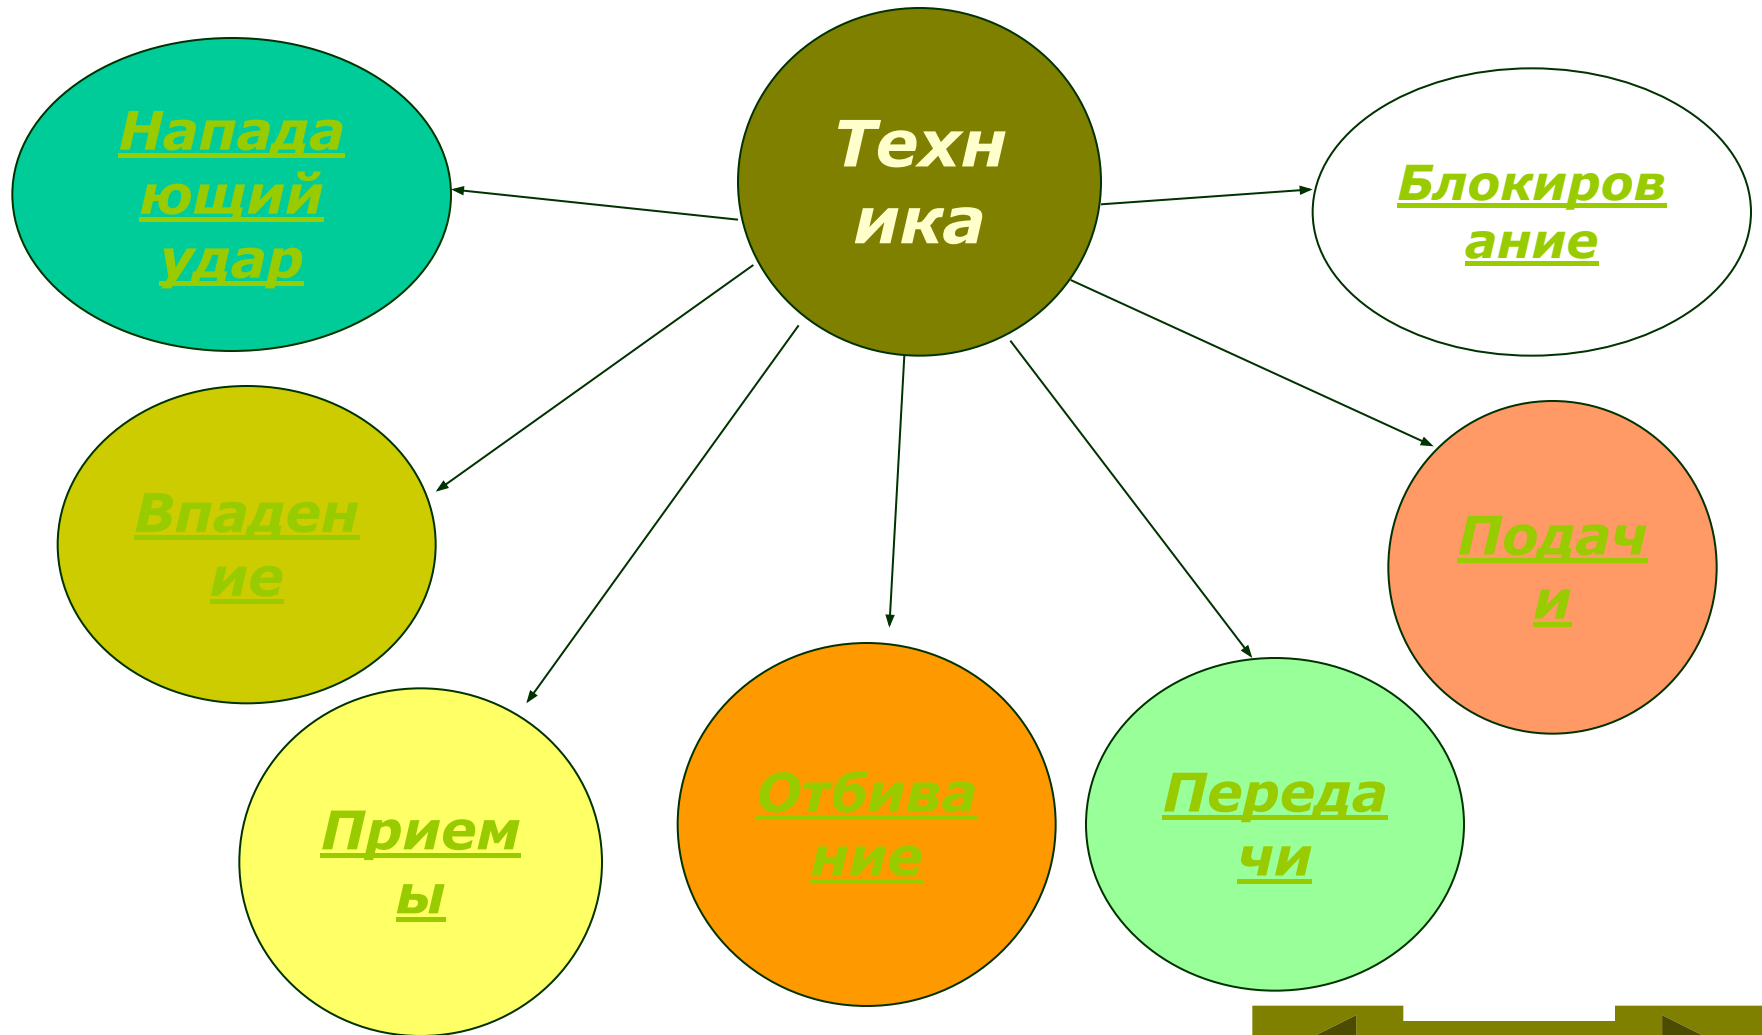 Техн
ика
Напада
ющий
удар
Блокиров
ание
Впаден
ие
Подач
и
Прием
ы
Отбива
ние
Переда
чи